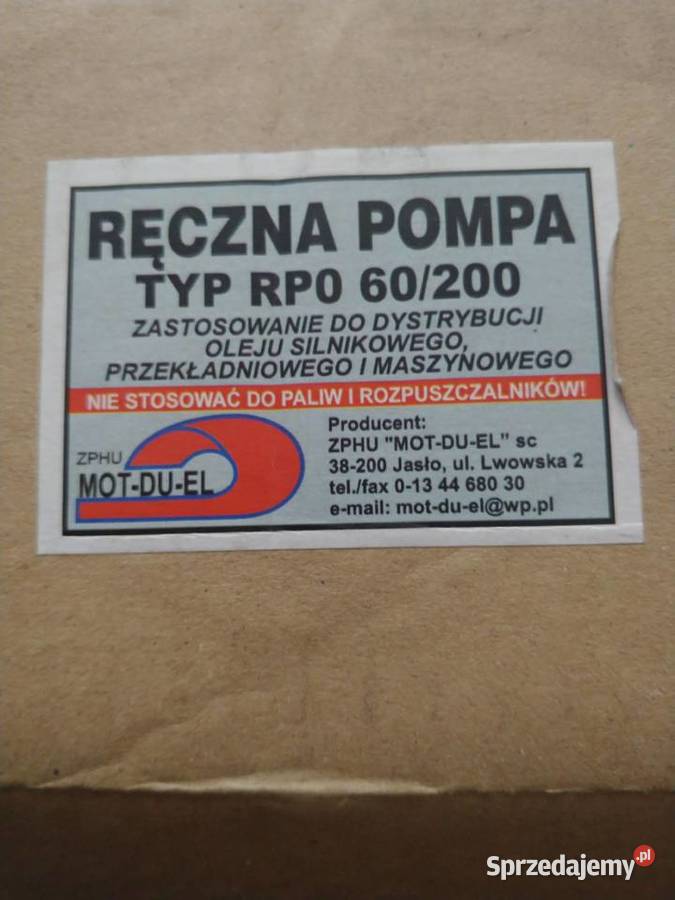 RĘCZNA POMPA
TYP RP0 60/200
ZASTOSOWANIE DO DYSTRYBUCJI
OLEJU SILNIKOWEGO,
PRZEKŁADNIOWEGO I MASZYNOWEGO
NIE STOSOWAĆ DO PALIW I ROZPUSZCZALNIKÓW!
ZPHU
MOT-DU-EL
Producent:
ZPHU "MOT-DU-EL" sc
38-200 Jasło, ul. Lwowska 2
tel./fax 0-13 44 680 30
e-mail: mot-du-el@wp.pl
Sprzedajemy.pl